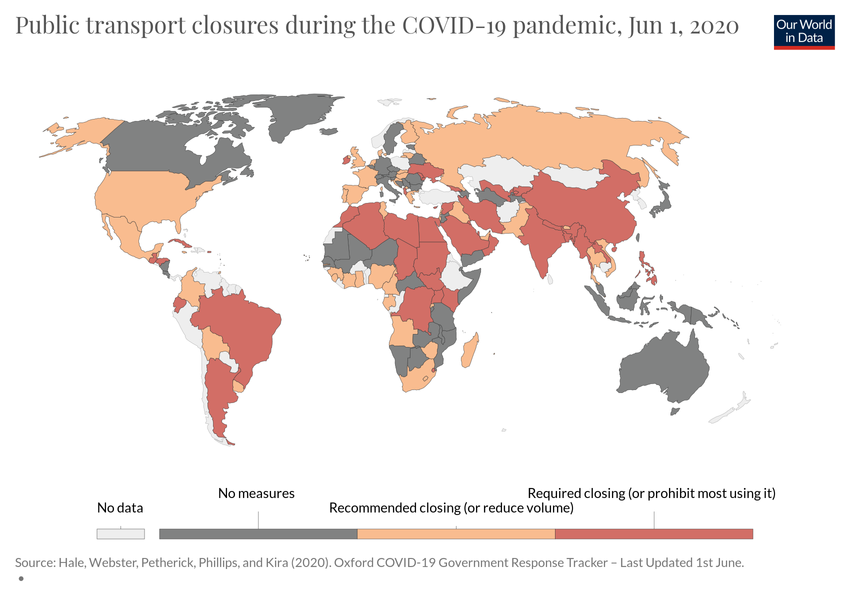 Public transport closures during the COVID-19 pandemic, Jun 1, 2020
Our World
in Data
No data
No measures
Recommended closing (or reduce volume)
Required closing (or prohibit most using it)
Source: Hale, Webster, Petherick, Phillips, and Kira (2020). Oxford COVID-19 Government Response Tracker – Last Updated 1st June.